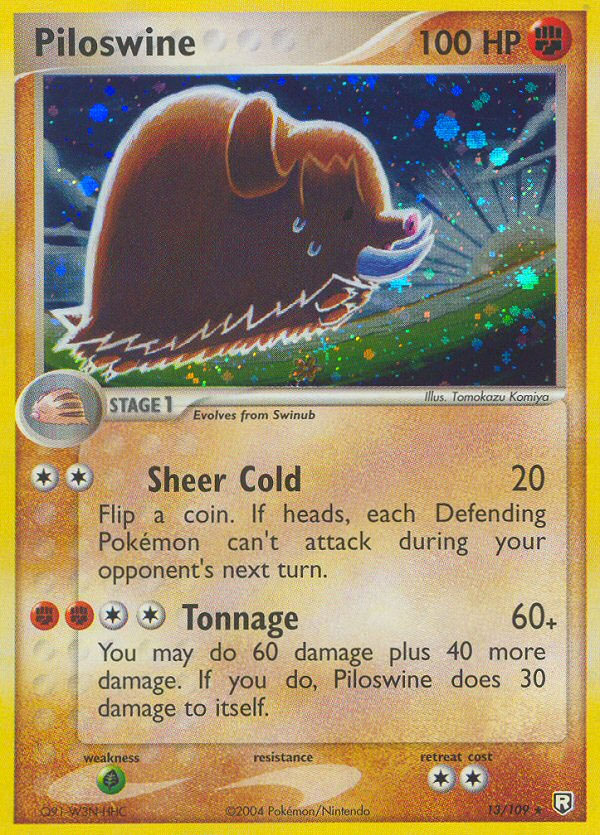 Piloswine 100 HP
Illus. Tomokazu Komiya
STAGE 1
Evolves from Swinub
Sheer Cold 20
Flip a coin. If heads, each Defending
Pokémon can't attack during your
opponent's next turn.
Tonnage 60+
You may do 60 damage plus 40 more
damage. If you do, Piloswine does 30
damage to itself.
weakness resistance retreat cost
Q91-W3N-HHC ©2004 Pokémon/Nintendo 13/109 ★ R